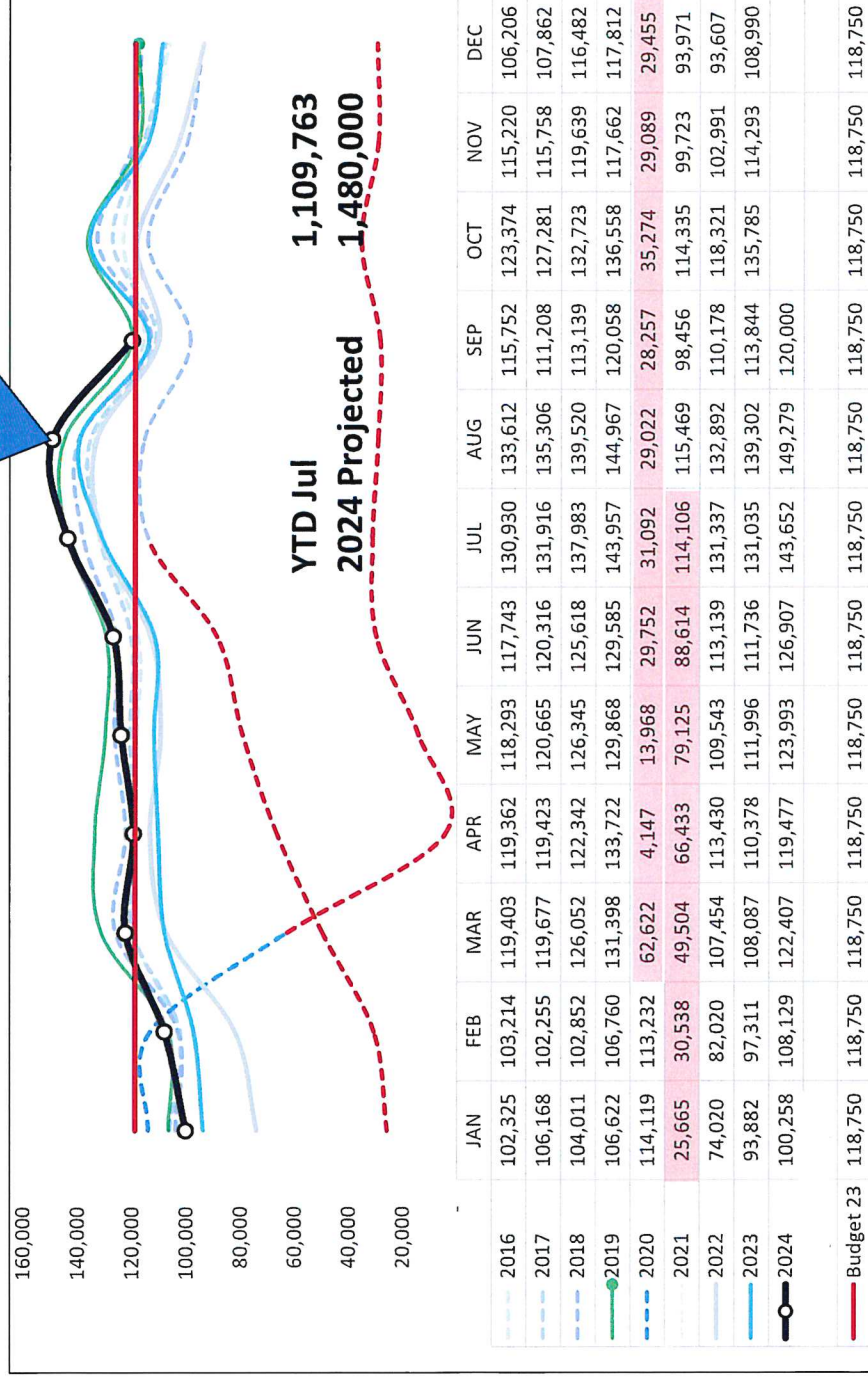 160,000
140,000
120,000
100,000
80,000
60,000
40,000
20,000
-
YTD Jul 1,109,763
2024 Projected 1,480,000
JAN FEB MAR APR MAY JUN JUL AUG SEP OCT NOV DEC
2016 102,325 103,214 119,403 119,362 118,293 117,743 130,930 133,612 115,752 123,374 115,220 106,206
2017 106,168 102,255 119,677 119,423 120,665 120,316 131,916 135,306 111,208 127,281 115,758 107,862
2018 104,011 102,852 126,052 122,342 126,345 125,618 137,983 139,520 113,139 132,723 119,639 116,482
2019 106,622 106,760 131,398 133,722 129,868 129,585 143,957 144,967 120,058 136,558 117,662 117,812
2020 114,119 113,232 62,622 4,147 13,968 29,752 31,092 29,022 28,257 35,274 29,089 29,455
2021 25,665 30,538 49,504 66,433 79,125 88,614 114,106 115,469 98,456 114,335 99,723 93,971
2022 74,020 82,020 107,454 113,430 109,543 113,139 131,337 132,892 110,178 118,321 102,991 93,607
2023 93,882 97,311 108,087 110,378 111,996 111,736 131,035 139,302 113,844 135,785 114,293 108,990
2024 100,258 108,129 122,407 119,477 123,993 126,907 143,652 149,279 120,000
Budget 23 118,750 118,750 118,750 118,750 118,750 118,750 118,750 118,750 118,750 118,750 118,750 118,750